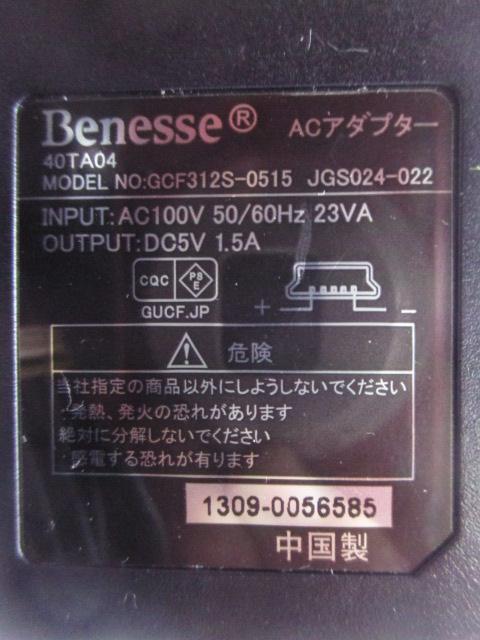 Benesse® ACアダプター
40TA04
MODEL NO:GCF312S-0515 JGS024-022
INPUT:AC100V 50/60Hz 23VA
OUTPUT:DC5V 1.5A
CQC PSE
GUCF.JP
+ −
危険
当社指定の商品以外にしようしないでください
・発熱、発火の恐れがあります
絶対に分解しないでください
・感電する恐れが有ります
1309-0056585
中国製